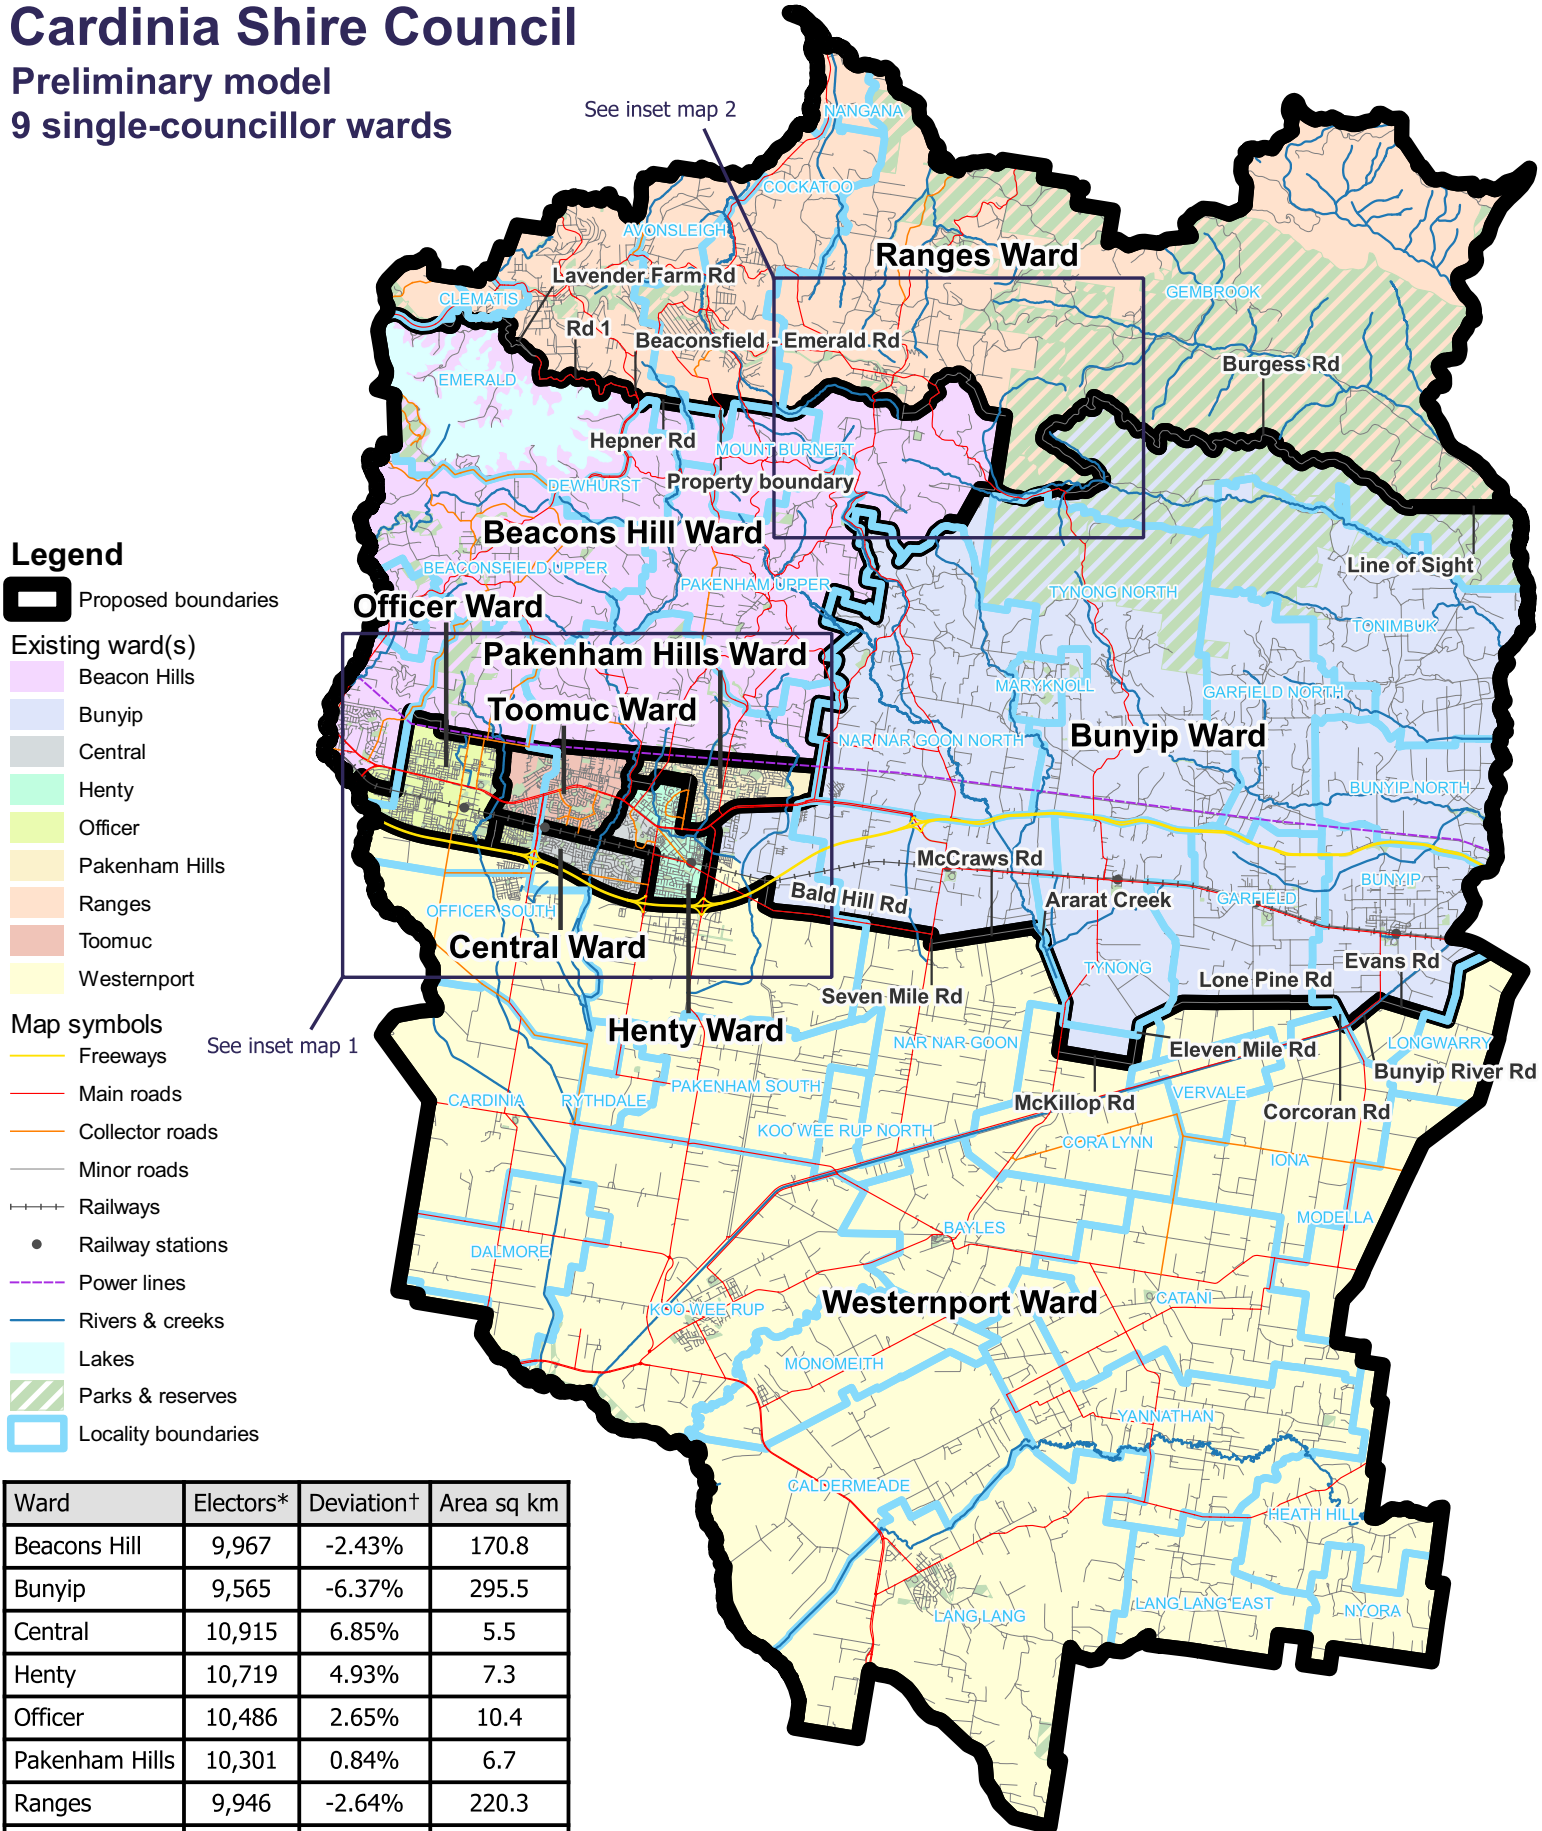 Cardinia Shire Council
Preliminary model
9 single-councillor wards
See inset map 2
NANGANA
COCKATOO
AVONSLEIGH
Ranges Ward
Lavender Farm Rd
CLEMATIS
GEMBROOK
Rd 1
Beaconsfield - Emerald Rd
Burgess Rd
EMERALD
Hepner Rd
MOUNT BURNETT
Property boundary
DEWHURST
Beacons Hill Ward
BEACONSFIELD UPPER
PAKENHAM UPPER
Line of Sight
TYNONG NORTH
Officer Ward
TONIMBUK
Pakenham Hills Ward
MARYKNOLL
GARFIELD NORTH
Toomuc Ward
NAR NAR GOON NORTH
Bunyip Ward
BUNYIP NORTH
McCraws Rd
BUNYIP
Bald Hill Rd
Ararat Creek
GARFIELD
OFFICER SOUTH
Central Ward
Evans Rd
TYNONG
Lone Pine Rd
Seven Mile Rd
Henty Ward
See inset map 1
NAR NAR GOON
Eleven Mile Rd
LONGWARRY
Bunyip River Rd
PAKENHAM SOUTH
CARDINIA
RYTHDALE
McKillop Rd
VERVALE
Corcoran Rd
KOO WEE RUP NORTH
CORA LYNN
IONA
MODELLA
BAYLES
DALMORE
KOO WEE RUP
Westernport Ward
CATANI
MONOMEITH
YANNATHAN
CALDERMEADE
HEATH HILL
LANG LANG
LANG LANG EAST
NYORA
Legend
Proposed boundaries
Existing ward(s)
Beacon Hills
Bunyip
Central
Henty
Officer
Pakenham Hills
Ranges
Toomuc
Westernport
Map symbols
Freeways
Main roads
Collector roads
Minor roads
Railways
Railway stations
Power lines
Rivers & creeks
Lakes
Parks & reserves
Locality boundaries
Ward Electors* Deviation† Area sq km
Beacons Hill 9,967 -2.43% 170.8
Bunyip 9,565 -6.37% 295.5
Central 10,915 6.85% 5.5
Henty 10,719 4.93% 7.3
Officer 10,486 2.65% 10.4
Pakenham Hills 10,301 0.84% 6.7
Ranges 9,946 -2.64% 220.3